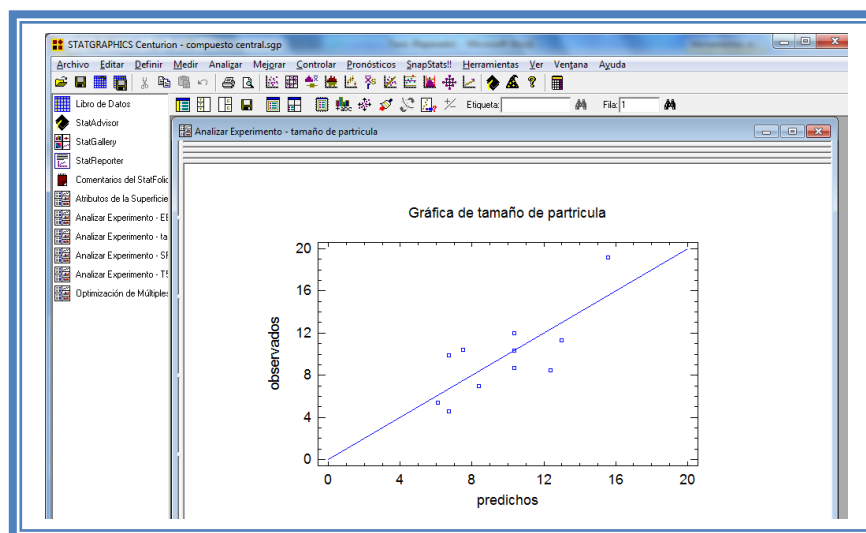 STATGRAPHICS Centurion - compuesto central.sgp
Archivo Editar Definir Medir Analizar Mejorar Controlar Pronósticos SnapStats!! Herramientas Ver Ventana Ayuda
Etiqueta: Fila: 1
Libro de Datos
StatAdvisor
StatGallery
StatReporter
Comentarios del StatFolio
Atributos de la Superficie
Analizar Experimento - EE
Analizar Experimento - ta
Analizar Experimento - SP
Analizar Experimento - TS
Optimización de Múltiples
Analizar Experimento - tamaño de particula
Gráfica de tamaño de partricula
observados
20
16
12
8
4
0
0 4 8 12 16 20
predichos